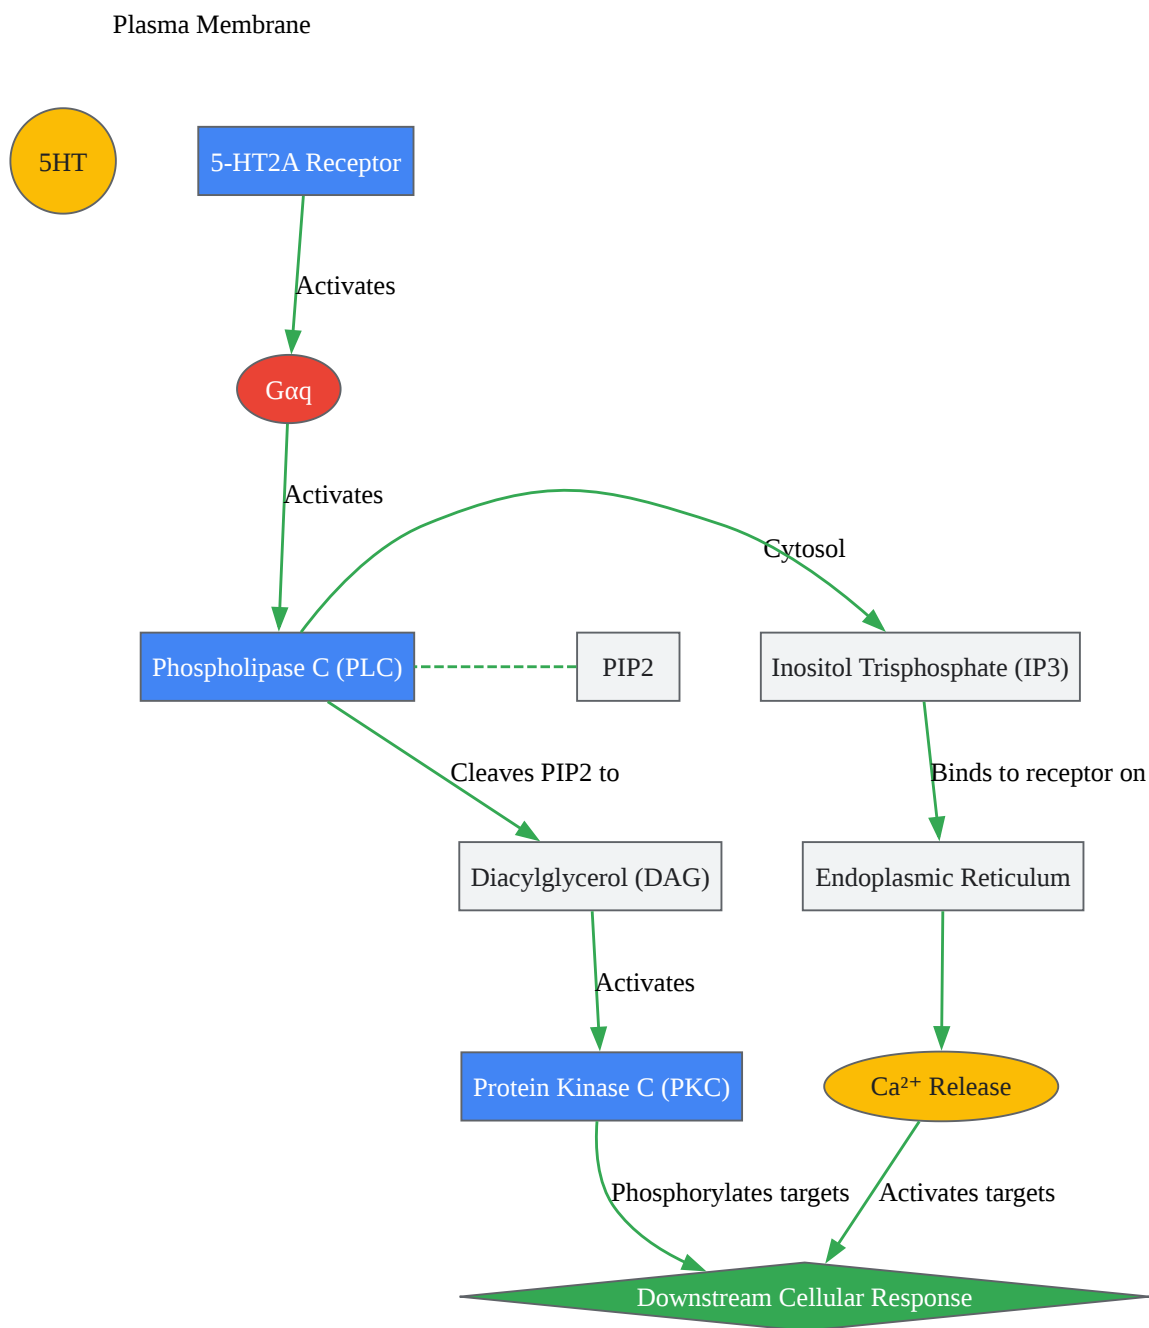 Plasma Membrane
5HT
5-HT2A Receptor
Activates
Gαq
Activates
Cytosol
Phospholipase C (PLC)
PIP2
Inositol Trisphosphate (IP3)
Cleaves PIP2 to
Binds to receptor on
Diacylglycerol (DAG)
Endoplasmic Reticulum
Activates
Protein Kinase C (PKC)
Ca²⁺ Release
Phosphorylates targets
Activates targets
Downstream Cellular Response